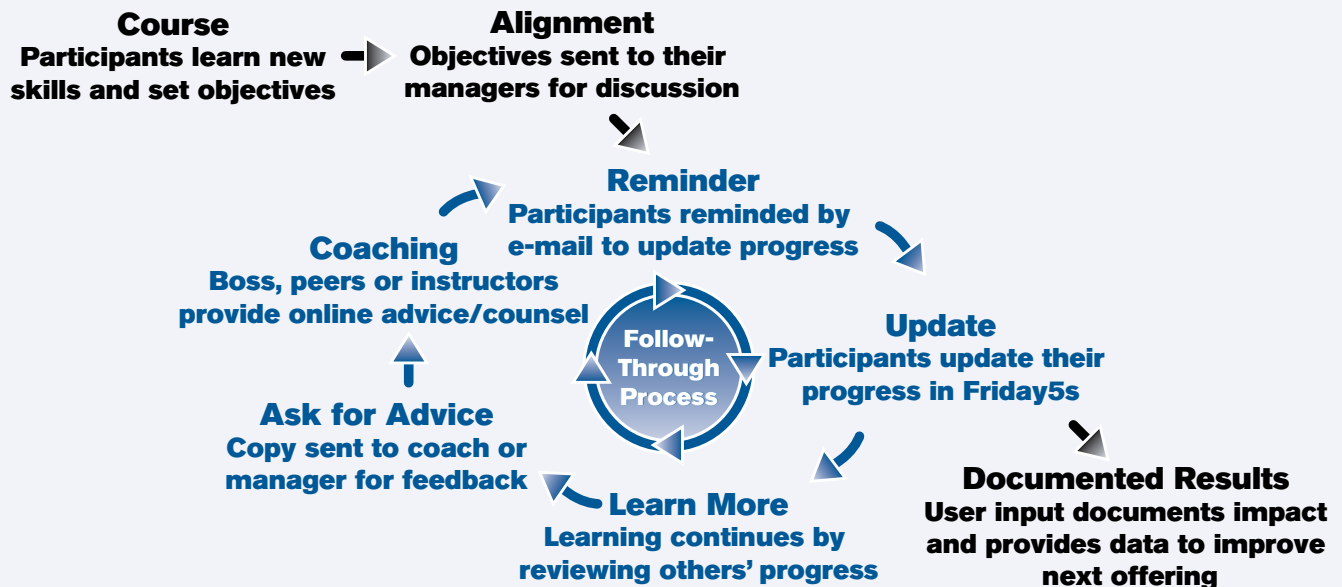 Course
Participants learn new
skills and set objectives
Alignment
Objectives sent to their
managers for discussion
Reminder
Participants reminded by
e-mail to update progress
Update
Participants update their
progress in Friday5s
Documented Results
User input documents impact
and provides data to improve
next offering
Learn More
Learning continues by
reviewing others’ progress
Ask for Advice
Copy sent to coach or
manager for feedback
Coaching
Boss, peers or instructors
provide online advice/counsel
Follow-
Through
Process